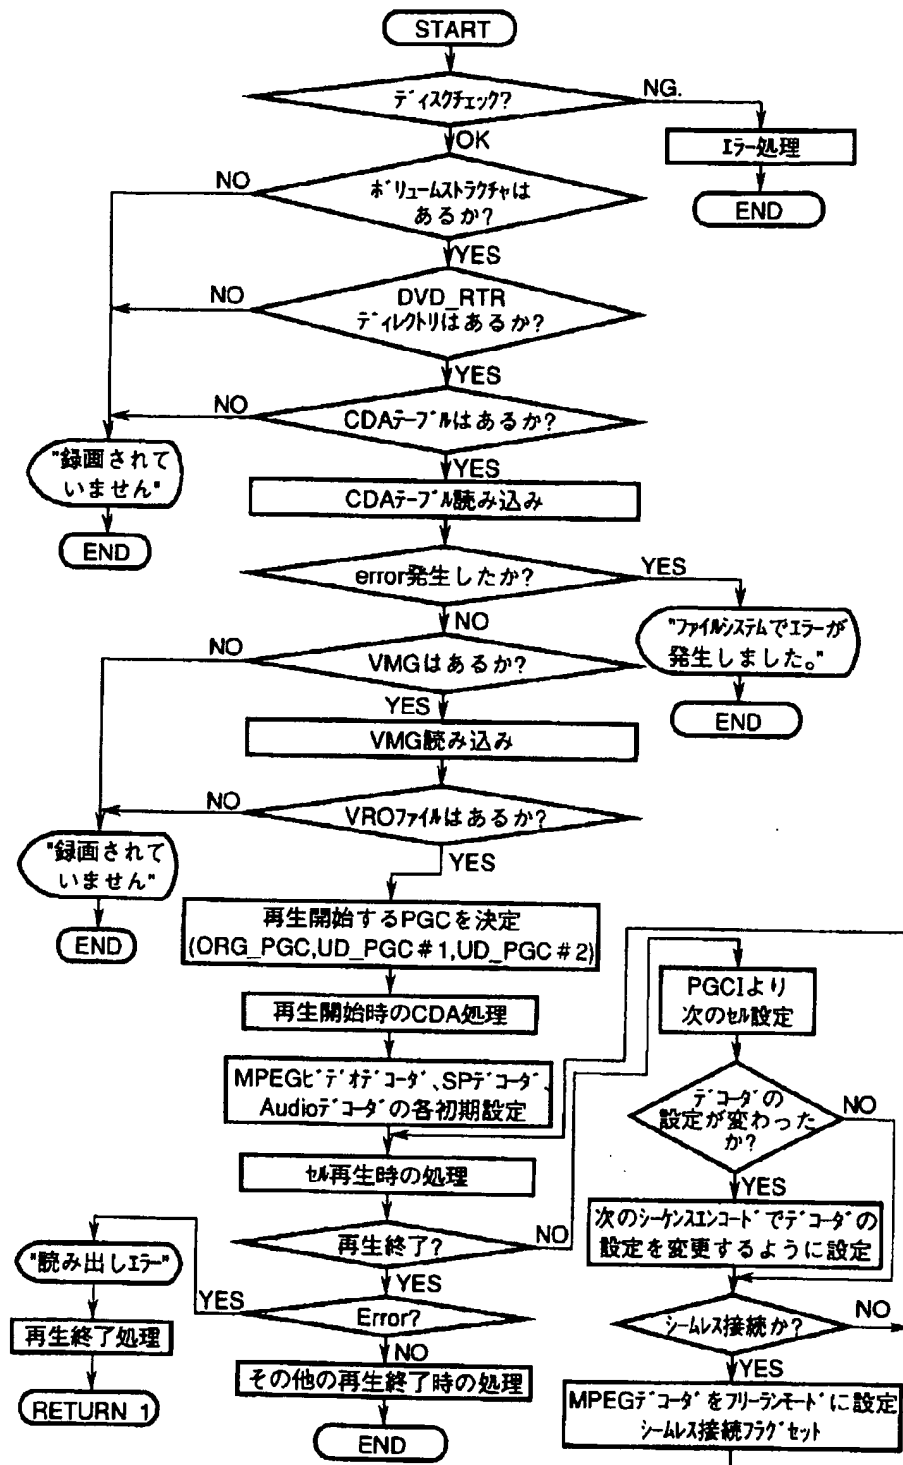 START
ディスクチェック?
NG.
エラー処理
END
OK
ボリュームストラクチャは
あるか?
NO
YES
DVD_RTR
ディレクトリはあるか?
NO
YES
CDAテーブルはあるか?
NO
"録画されて
いません"
END
YES
CDAテーブル読み込み
error発生したか?
YES
"ファイルシステムでエラーが
発生しました。"
END
NO
VMGはあるか?
NO
YES
VMG読み込み
VROファイルはあるか?
NO
"録画されて
いません"
END
YES
再生開始するPGCを決定
(ORG_PGC,UD_PGC#1,UD_PGC#2)
再生開始時のCDA処理
MPEGビデオデコーダ、SPデコーダ、
Audioデコーダの各初期設定
セル再生時の処理
再生終了?
NO
YES
Error?
YES
"読み出しエラー"
再生終了処理
RETURN 1
NO
その他の再生終了時の処理
END
PGCIより
次のセル設定
デコーダの
設定が変わった
か?
NO
YES
次のシーケンスエンコードでデコーダの
設定を変更するように設定
シームレス接続か?
NO
YES
MPEGデコーダをフリーランモードに設定
シームレス接続フラグセット